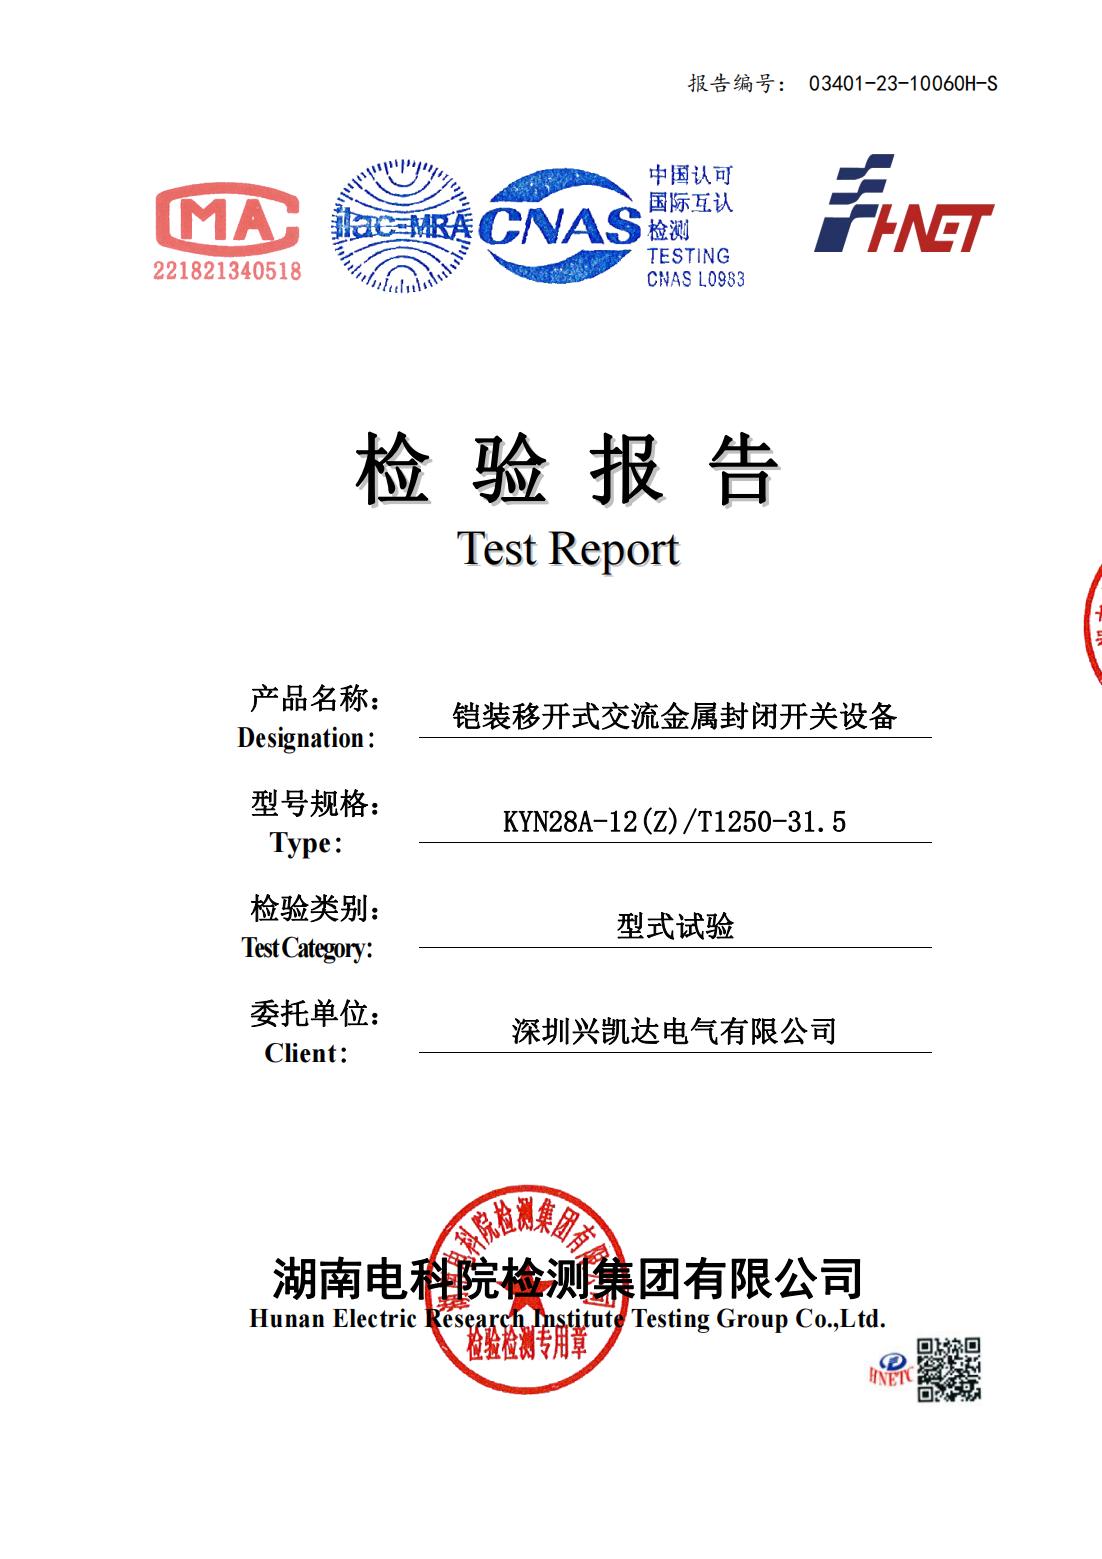 报告编号： 03401-23-10060H-S
MA
221821340518
ilac-MRA
CNAS
中国认可
国际互认
检测
TESTING
CNAS L0983
HNET
检验报告
Test Report
产品名称：
铠装移开式交流金属封闭开关设备
Designation：
型号规格：
KYN28A-12(Z)/T1250-31.5
Type：
检验类别：
型式试验
Test Category：
委托单位：
深圳兴凯达电气有限公司
Client：
湖南电科院检测集团有限公司
湖南电科院检测集团有限公司
Hunan Electric Research Institute Testing Group Co.,Ltd.
检验检测专用章
HNETC